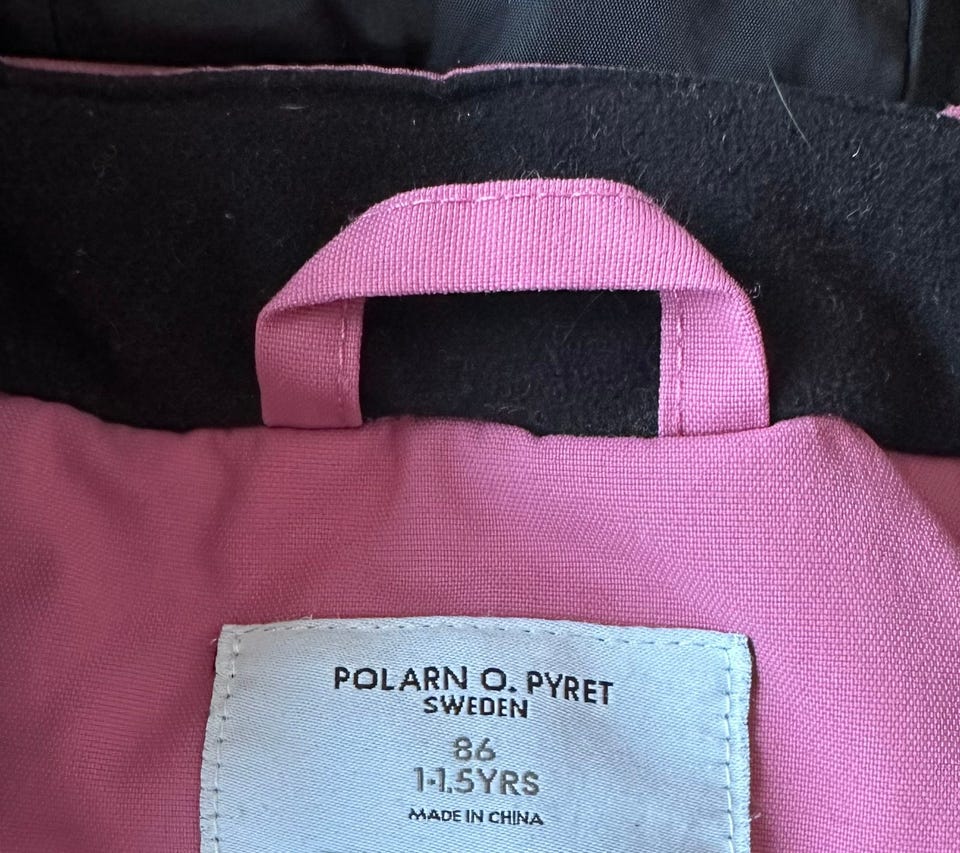 POLARN O. PYRET
SWEDEN
86
1-1.5YRS
MADE IN CHINA